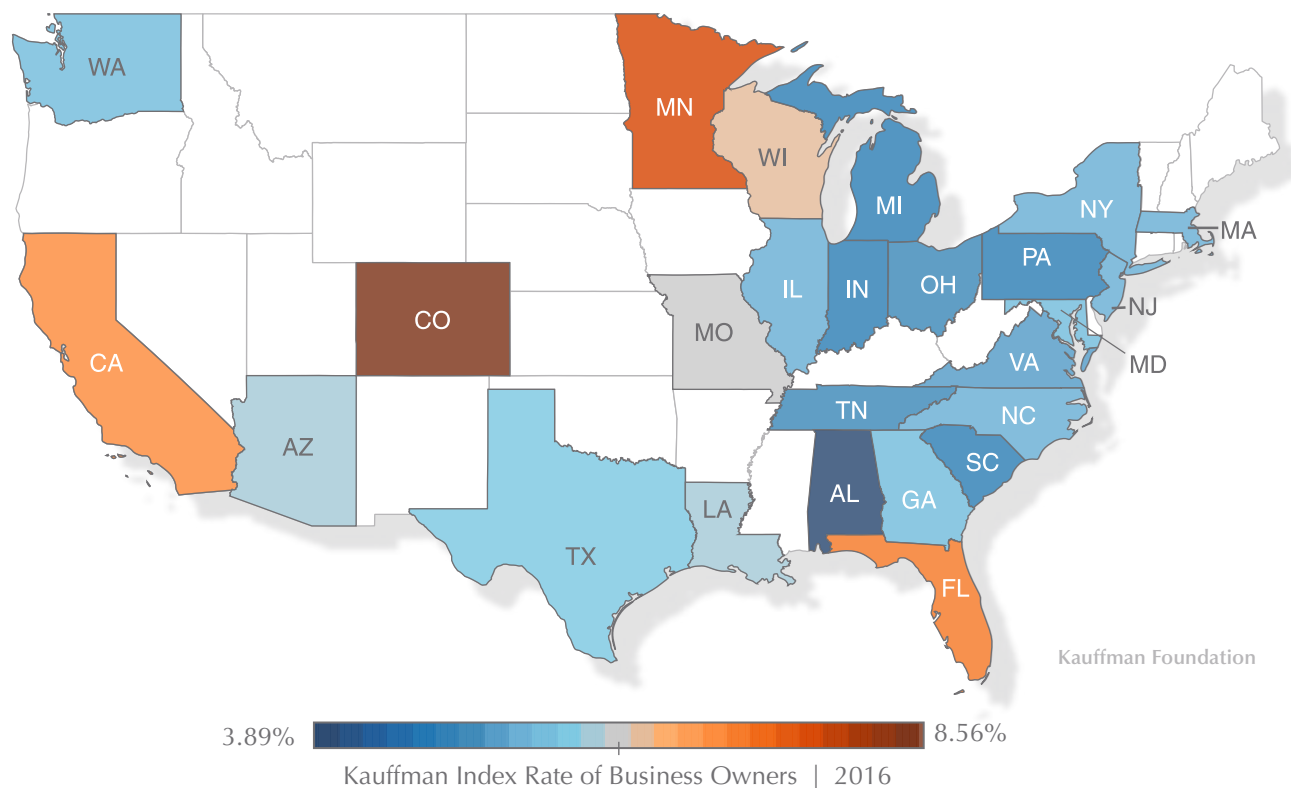 WA
MN
WI
MI
NY
MA
PA
NJ
MD
OH
IN
IL
CO
MO
CA
VA
TN
NC
AZ
SC
AL
GA
LA
TX
FL
Kauffman Foundation
3.89%
8.56%
Kauffman Index Rate of Business Owners | 2016